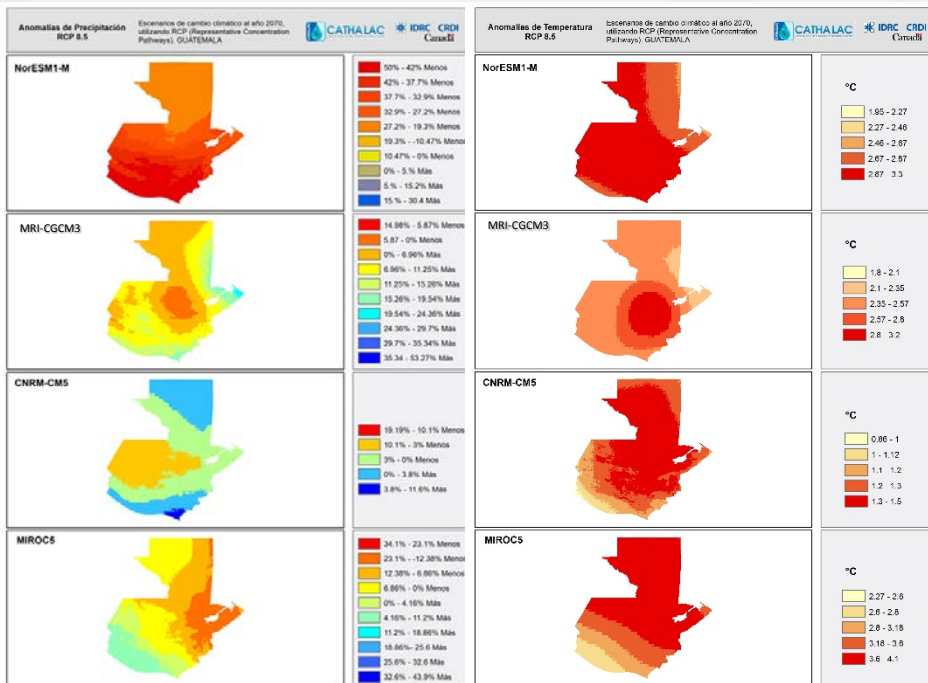 Anomalías de Precipitación
RCP 8.5
Escenarios de cambio climático al año 2070,
utilizando RCP (Representative Concentration
Pathways). GUATEMALA
CATHALAC
IDRC CRDI
Canada
NorESM1-M
50% - 42% Menos
42% - 37.7% Menos
37.7% - 32.9% Menos
32.9% - 27.2% Menos
27.2% - 19.3% Menos
19.3% - -10.47% Menos
10.47% - 0% Menos
0% - 5.% Más
5.% - 15.2% Más
15.% - 30.4 Más
MRI-CGCM3
14.98% - 5.87% Menos
5.87 - 0% Menos
0% - 6.96% Más
6.96% - 11.25% Más
11.25% - 15.26% Más
15.26% - 19.54% Más
19.54% - 24.36% Más
24.36% - 29.7% Más
29.7% - 35.34% Más
35.34 - 53.27% Más
CNRM-CM5
19.19% - 10.1% Menos
10.1% - 3% Menos
3% - 0% Menos
0% - 3.8% Más
3.8% - 11.6% Más
MIROC5
34.1% - 23.1% Menos
23.1% - -12.38% Menos
12.38% - 6.86% Menos
6.86% - 0% Menos
0% - 4.16% Más
4.16% - 11.2% Más
11.2% - 18.86% Más
18.86% - 25.6 Más
25.6% - 32.6 Más
32.6% - 43.9% Más
Anomalías de Temperatura
RCP 8.5
Escenarios de cambio climático al año 2070,
utilizando RCP (Representative Concentration
Pathways). GUATEMALA
CATHALAC
IDRC CRDI
Canada
NorESM1-M
°C
1.95 - 2.27
2.27 - 2.46
2.46 - 2.67
2.67 - 2.87
2.87 - 3.3
MRI-CGCM3
°C
1.8 - 2.1
2.1 - 2.35
2.35 - 2.57
2.57 - 2.8
2.8 - 3.2
CNRM-CM5
°C
0.86 - 1
1 - 1.12
1.1 1.2
1.2 1.3
1.3 - 1.5
MIROC5
°C
2.27 - 2.6
2.6 - 2.8
2.8 - 3.18
3.18 - 3.6
3.6 4.1